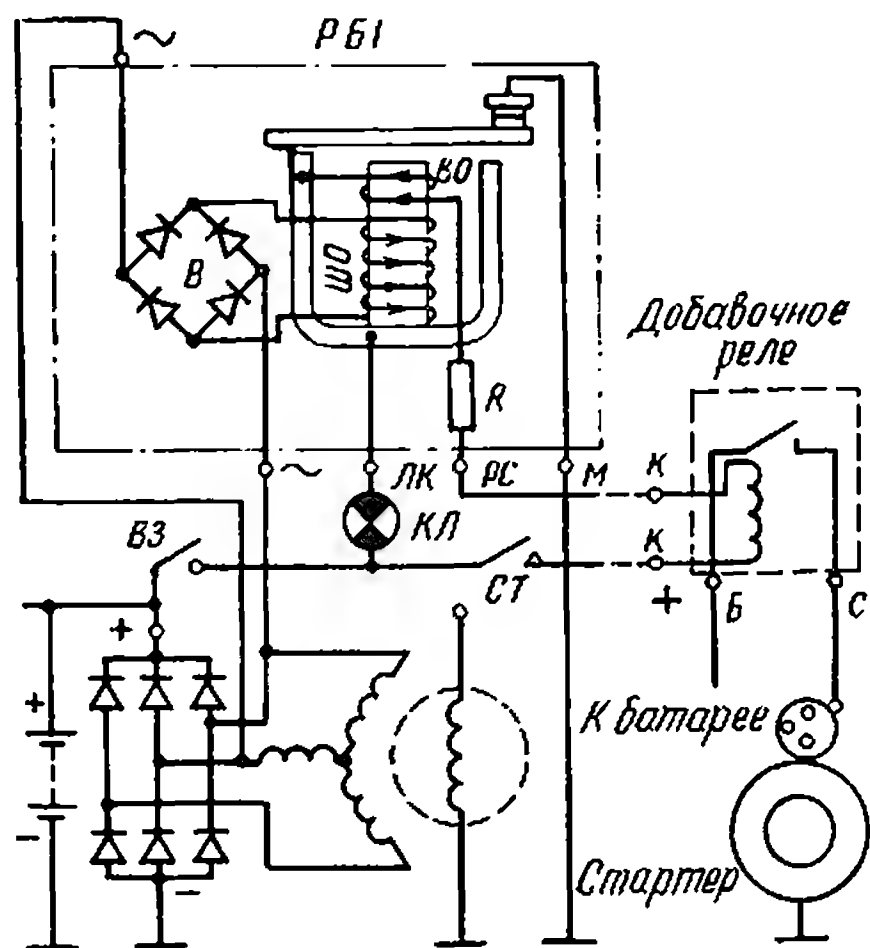 ~
РБ1
ВО
ШО
В
R
Добавочное
реле
~
ЛК
РС
М
К
КЛ
ВЗ
СТ
К
+
Б
С
+
+
-
-
К батарее
Стартер